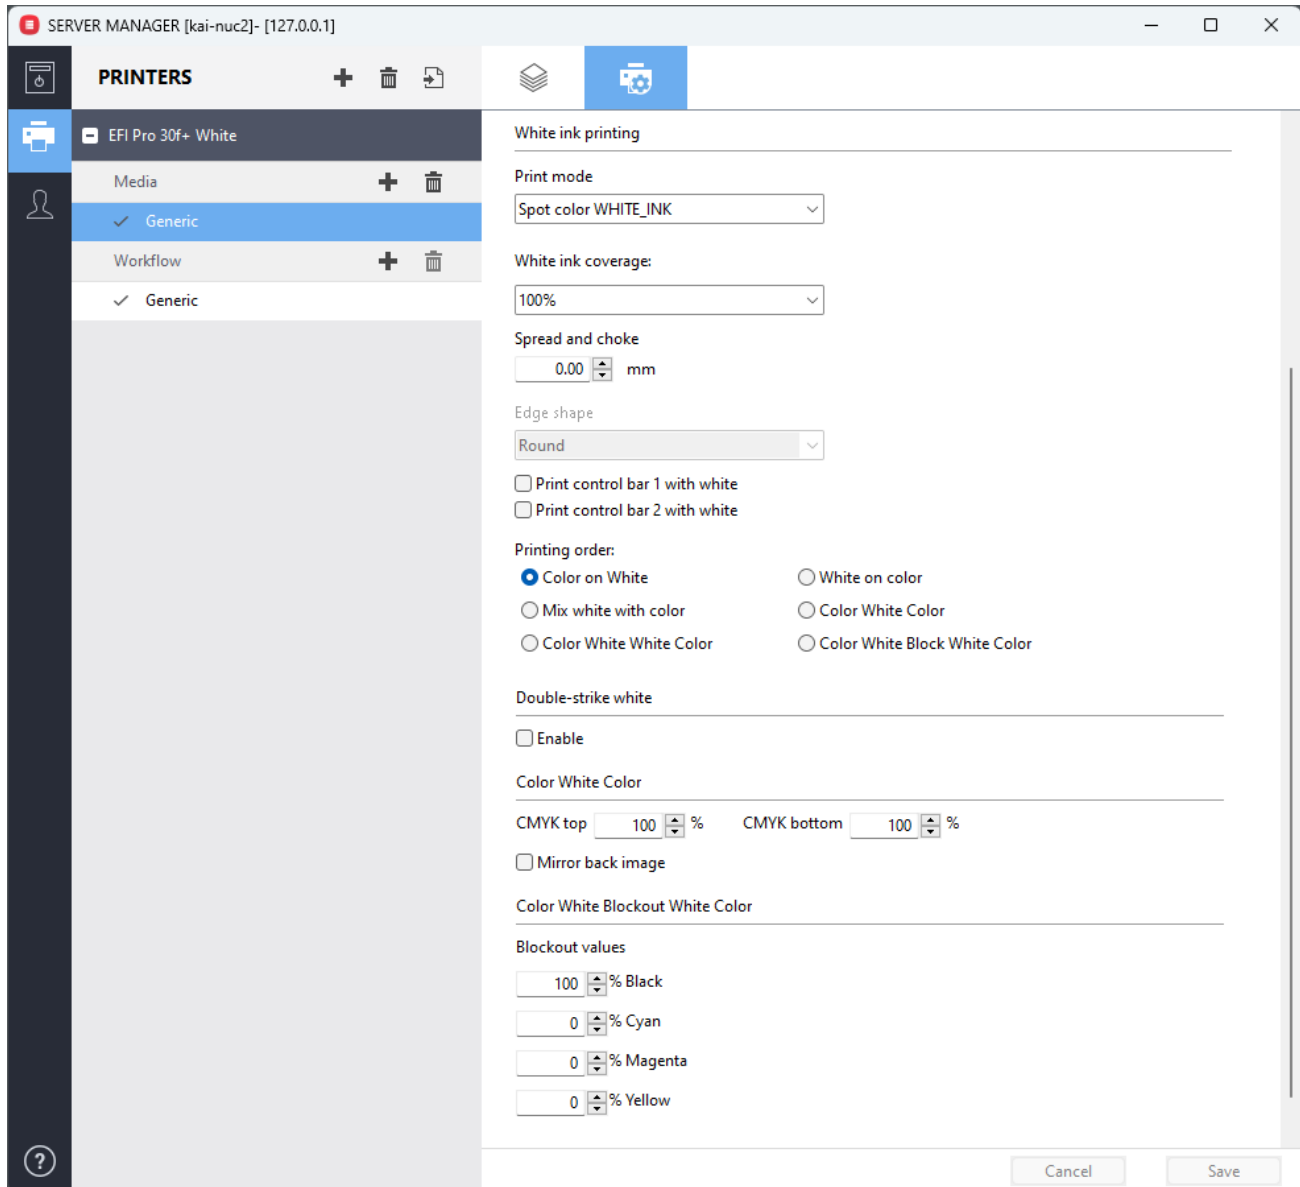 SERVER MANAGER [kai-nuc2]- [127.0.0.1]
PRINTERS
EFI Pro 30f+ White
Media
Generic
Workflow
Generic
White ink printing
Print mode
Spot color WHITE_INK
White ink coverage:
100%
Spread and choke
0.00 mm
Edge shape
Round
Print control bar 1 with white
Print control bar 2 with white
Printing order:
Color on White White on color
Mix white with color Color White Color
Color White White Color Color White Block White Color
Double-strike white
Enable
Color White Color
CMYK top 100 % CMYK bottom 100 %
Mirror back image
Color White Blockout White Color
Blockout values
100 % Black
0 % Cyan
0 % Magenta
0 % Yellow
?
Cancel Save